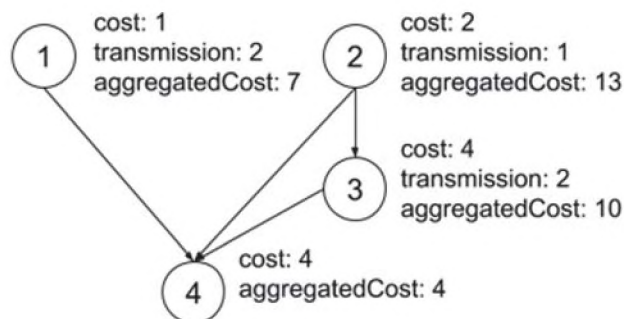 1
cost: 1
transmission: 2
aggregatedCost: 7
2
cost: 2
transmission: 1
aggregatedCost: 13
3
cost: 4
transmission: 2
aggregatedCost: 10
4
cost: 4
aggregatedCost: 4